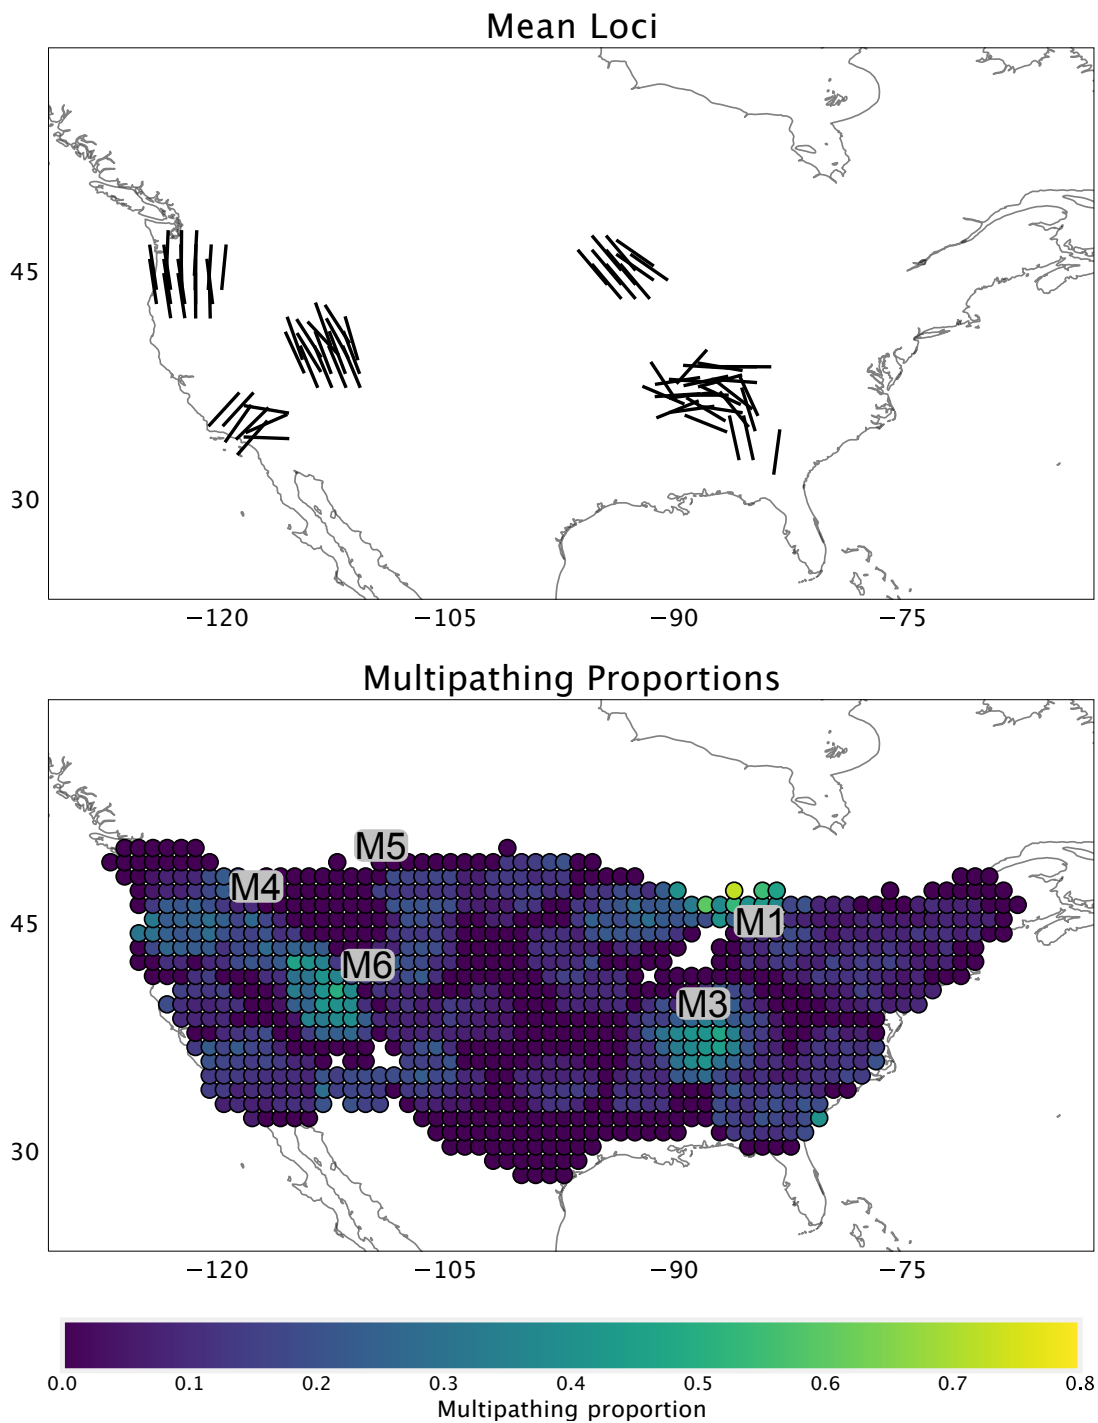 Mean Loci
45
30
−120 −105 −90 −75
Multipathing Proportions
M5
M4
M1
M6
M3
45
30
−120 −105 −90 −75
0.0 0.1 0.2 0.3 0.4 0.5 0.6 0.7 0.8
Multipathing proportion